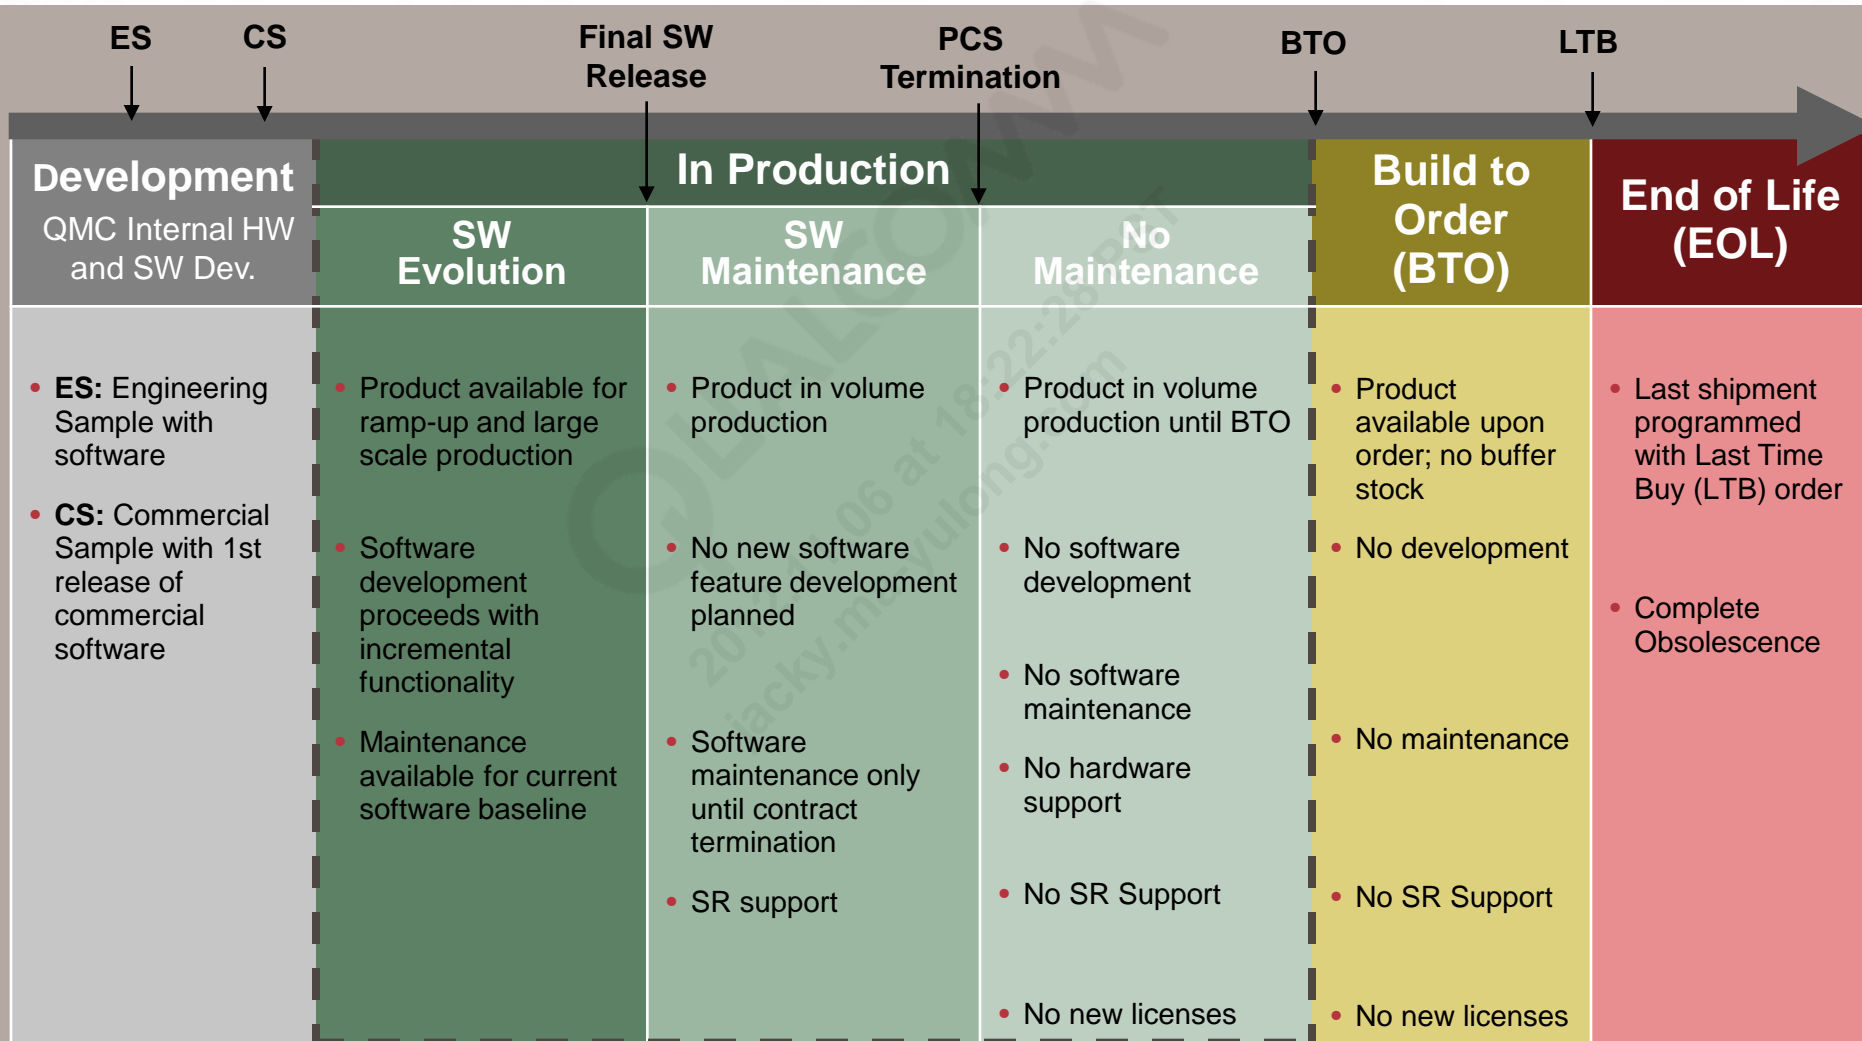 ES
CS
Final SW
Release
PCS
Termination
BTO
LTB
Development
QMC Internal HW
and SW Dev.
In Production
SW
Evolution
SW
Maintenance
No
Maintenance
Build to
Order
(BTO)
End of Life
(EOL)
• ES: Engineering
Sample with
software
• CS: Commercial
Sample with 1st
release of
commercial
software
• Product available for
ramp-up and large
scale production
• Software
development
proceeds with
incremental
functionality
• Maintenance
available for current
software baseline
• Product in volume
production
• No new software
feature development
planned
• Software
maintenance only
until contract
termination
• SR support
• Product in volume
production until BTO
• No software
development
• No software
maintenance
• No hardware
support
• No SR Support
• No new licenses
• Product
available upon
order; no buffer
stock
• No development
• No maintenance
• No SR Support
• No new licenses
• Last shipment
programmed
with Last Time
Buy (LTB) order
• Complete
Obsolescence
QUALCOMM